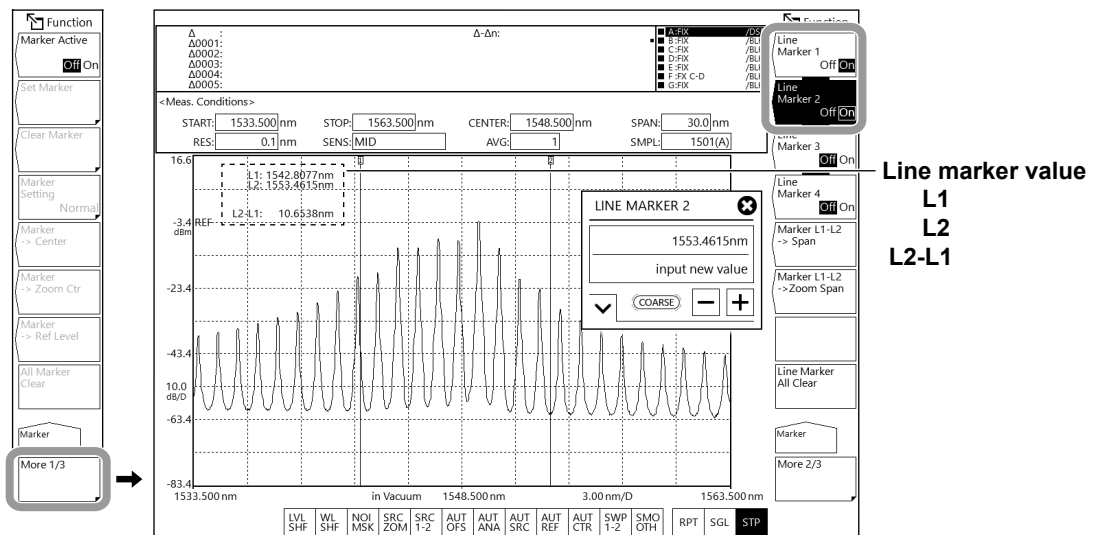 Function
Marker Active
Off On
Set Marker
Clear Marker
Marker
Setting
Normal
Marker
-> Center
Marker
-> Zoom Ctr
Marker
-> Ref Level
All Marker
Clear
Marker
More 1/3
Δ :
Δ0001:
Δ0002:
Δ0003:
Δ0004:
Δ0005:
Δ-Δn:
A:FIX /DS
B:FIX /BL
C:FIX /BL
D:FIX /BL
E:FIX /BL
F:FX C-D /BL
G:FIX /BL
<Meas. Conditions>
START: 1533.500 nm STOP: 1563.500 nm CENTER: 1548.500 nm SPAN: 30.0 nm
RES: 0.1 nm SENS: MID AVG: 1 SMPL: 1501(A)
16.6
1
2
L1: 1542.8077nm
L2: 1553.4615nm
L2-L1: 10.6538nm
-3.4 REF
dBm
-23.4
-43.4
10.0
dB/D
-63.4
-83.4
1533.500 nm in Vacuum 1548.500 nm 3.00 nm/D 1563.500 nm
LINE MARKER 2
1553.4615nm
input new value
COARSE
LVL SHF
WL SHF
NOI MSK
SRC ZOM
SRC 1-2
AUT OFS
AUT ANA
AUT SRC
AUT REF
AUT CTR
SWP 1-2
SMO OTH
RPT
SGL
STP
Function
Line
Marker 1
Off On
Line
Marker 2
Off On
Line
Marker 3
Off On
Line
Marker 4
Off On
Marker L1-L2
-> Span
Marker L1-L2
->Zoom Span
Line Marker
All Clear
Marker
More 2/3
Line marker value
L1
L2
L2-L1